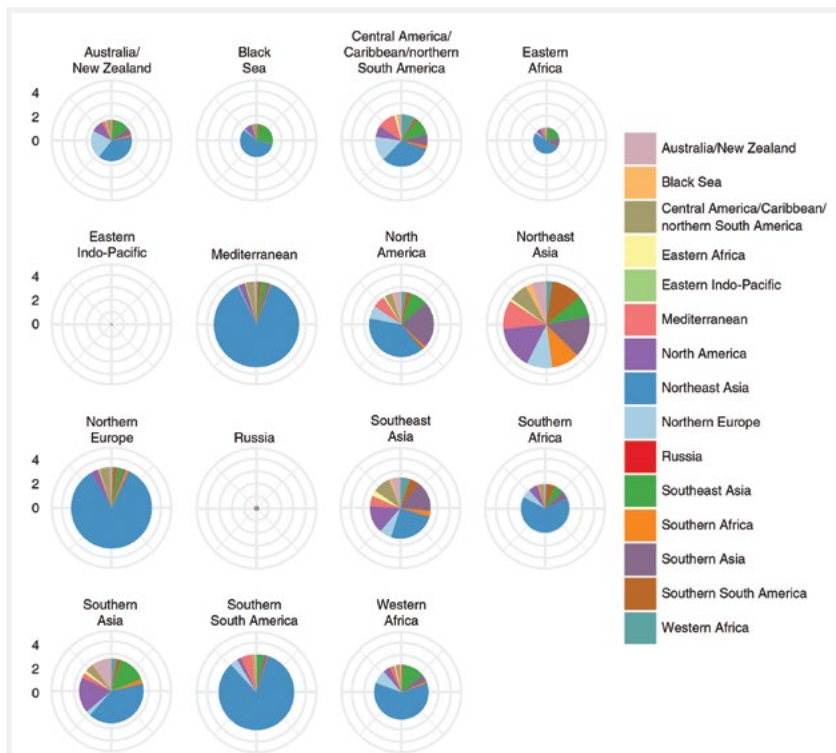 Australia/
New Zealand
Black
Sea
Central America/
Caribbean/northern
South America
Eastern
Africa
4
2
0
Eastern
Indo-Pacific
Mediterranean
North
America
Northeast
Asia
4
2
0
Northern
Europe
Russia
Southeast
Asia
Southern
Africa
4
2
0
Southern
Asia
Southern
South America
Western
Africa
4
2
0
Australia/New Zealand
Black Sea
Central America/Caribbean/
northern South America
Eastern Africa
Eastern Indo-Pacific
Mediterranean
North America
Northeast Asia
Northern Europe
Russia
Southeast Asia
Southern Africa
Southern Asia
Southern South America
Western Africa